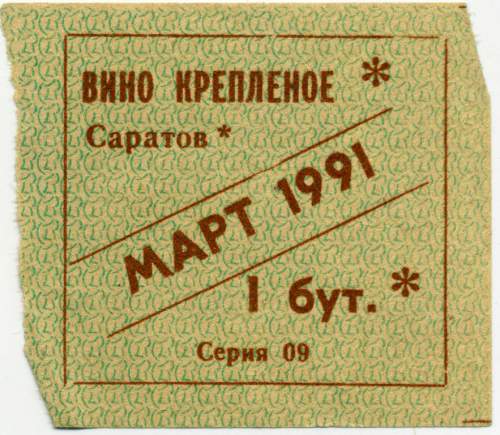 ВИНО КРЕПЛЕНОЕ *
Саратов *
МАРТ 1991
1 бут. *
Серия 09